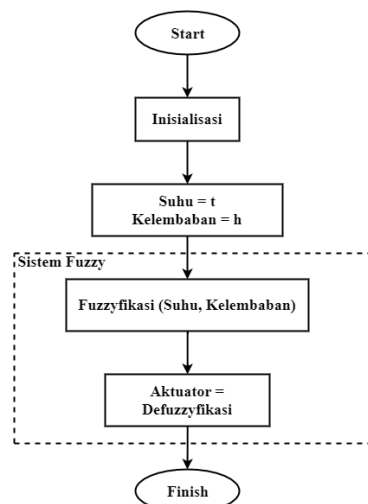 Start
Inisialisasi
Suhu = t
Kelembaban = h
Sistem Fuzzy
Fuzzyfikasi (Suhu, Kelembaban)
Aktuator =
Defuzzyfikasi
Finish